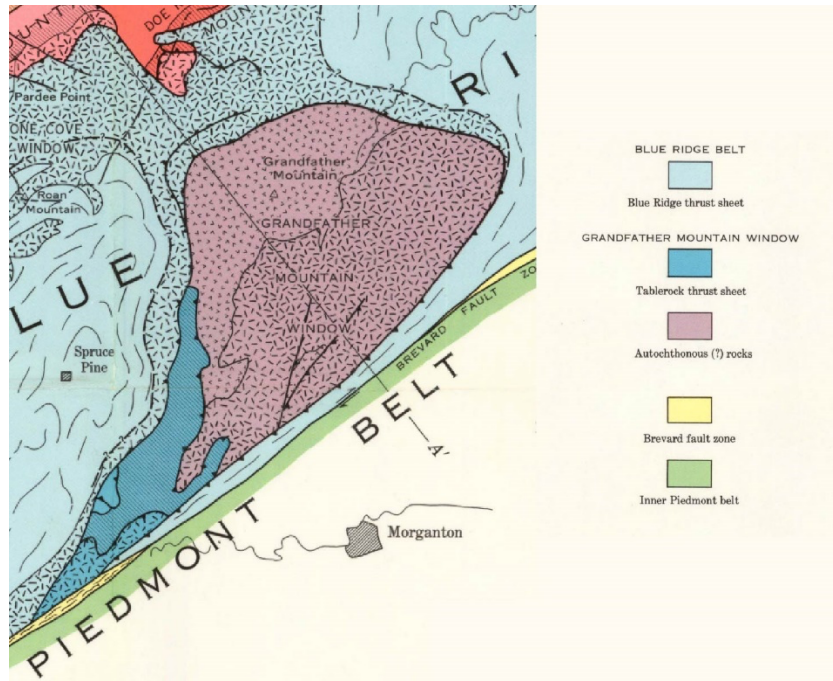 OUNT
DOE
MOUN
Pardee Point
ONE COVE
WINDOW
Roan
Mountain
Grandfather
Mountain
GRANDFATHER
MOUNTAIN
WINDOW
RI
LUE
Spruce
Pine
BREVARD FAULT ZO
BELT
A'
Morganton
PIEDMONT
BLUE RIDGE BELT
Blue Ridge thrust sheet
GRANDFATHER MOUNTAIN WINDOW
Tablerock thrust sheet
Autochthonous (?) rocks
Brevard fault zone
Inner Piedmont belt